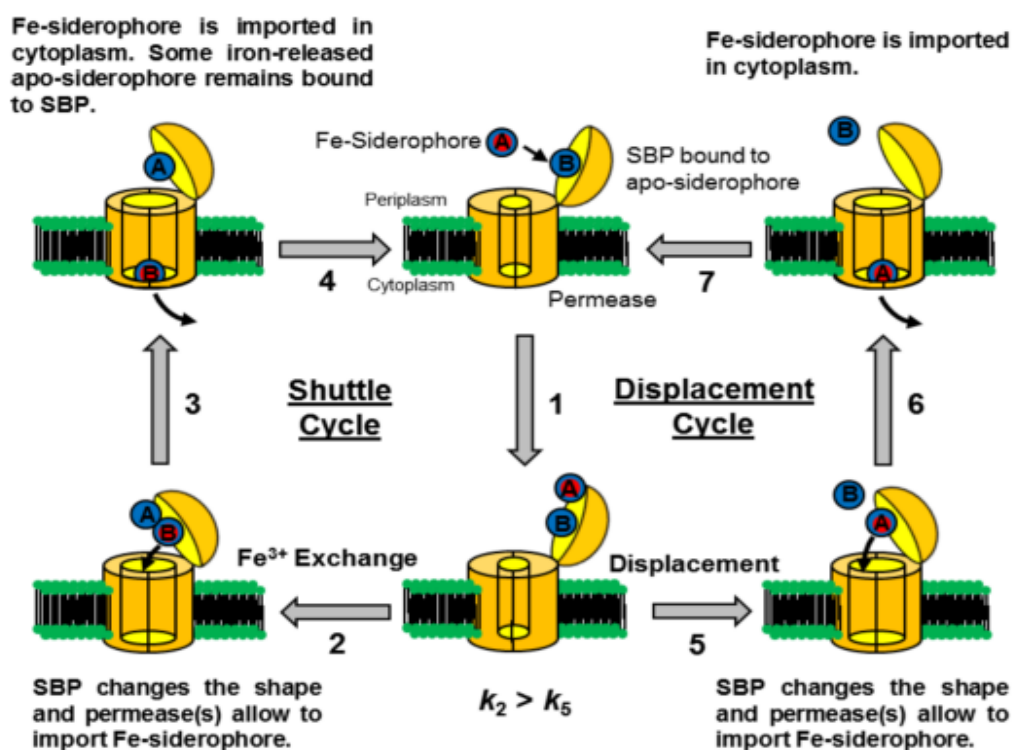 Fe-siderophore is imported in
cytoplasm. Some iron-released
apo-siderophore remains bound
to SBP.
Fe-siderophore is imported
in cytoplasm.
Fe-Siderophore A
B
SBP bound to
apo-siderophore
A
B
Periplasm
Cytoplasm
Permease
B
A
4
7
3
Shuttle
Cycle
1
Displacement
Cycle
6
A
B
Fe³⁺ Exchange
A
B
Displacement
B
A
2
5
SBP changes the shape
and permease(s) allow to
import Fe-siderophore.
k₂ > k₅
SBP changes the shape
and permease(s) allow to
import Fe-siderophore.